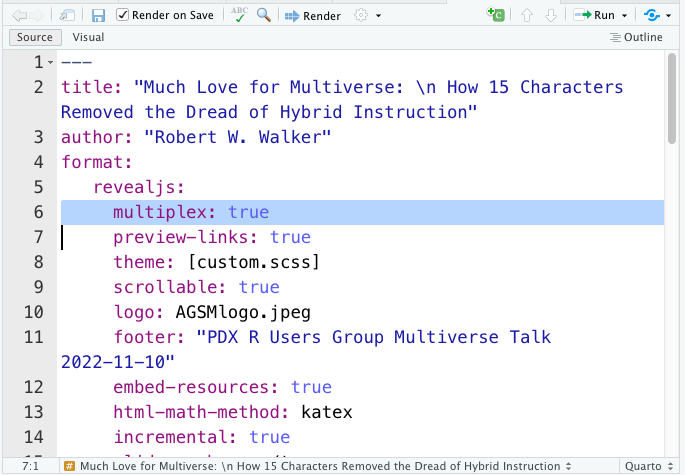 Render on Save ABC Render Run
Source Visual Outline
1 ---
2 title: "Much Love for Multiverse: \n How 15 Characters
Removed the Dread of Hybrid Instruction"
3 author: "Robert W. Walker"
4 format:
5 revealjs:
6 multiplex: true
7 preview-links: true
8 theme: [custom.scss]
9 scrollable: true
10 logo: AGSMlogo.jpeg
11 footer: "PDX R Users Group Multiverse Talk
2022-11-10"
12 embed-resources: true
13 html-math-method: katex
14 incremental: true
7:1 # Much Love for Multiverse: \n How 15 Characters Removed the Dread of Hybrid Instruction Quarto